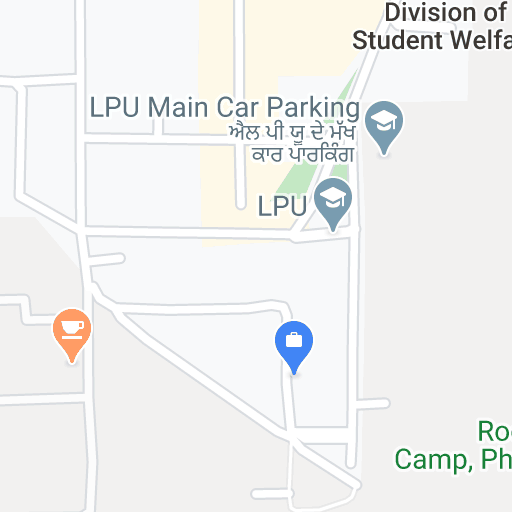 Division of
Student Welfa
LPU Main Car Parking
ਐਲ ਪੀ ਯੂ ਦੇ ਮੁੱਖ
ਕਾਰ ਪਾਰਕਿੰਗ
LPU
Ro
Camp, Ph